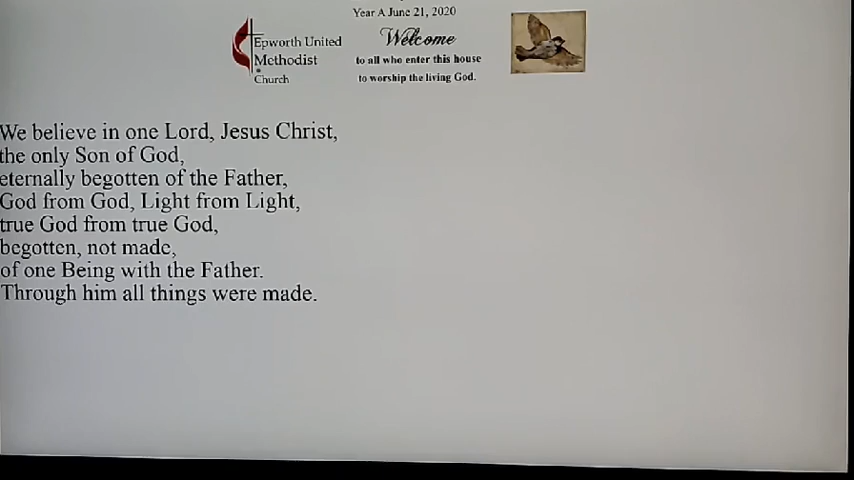 Year A June 21, 2020
Epworth United
Methodist
Church
Welcome
to all who enter this house
to worship the living God.
We believe in one Lord, Jesus Christ,
the only Son of God,
eternally begotten of the Father,
God from God, Light from Light,
true God from true God,
begotten, not made,
of one Being with the Father.
Through him all things were made.